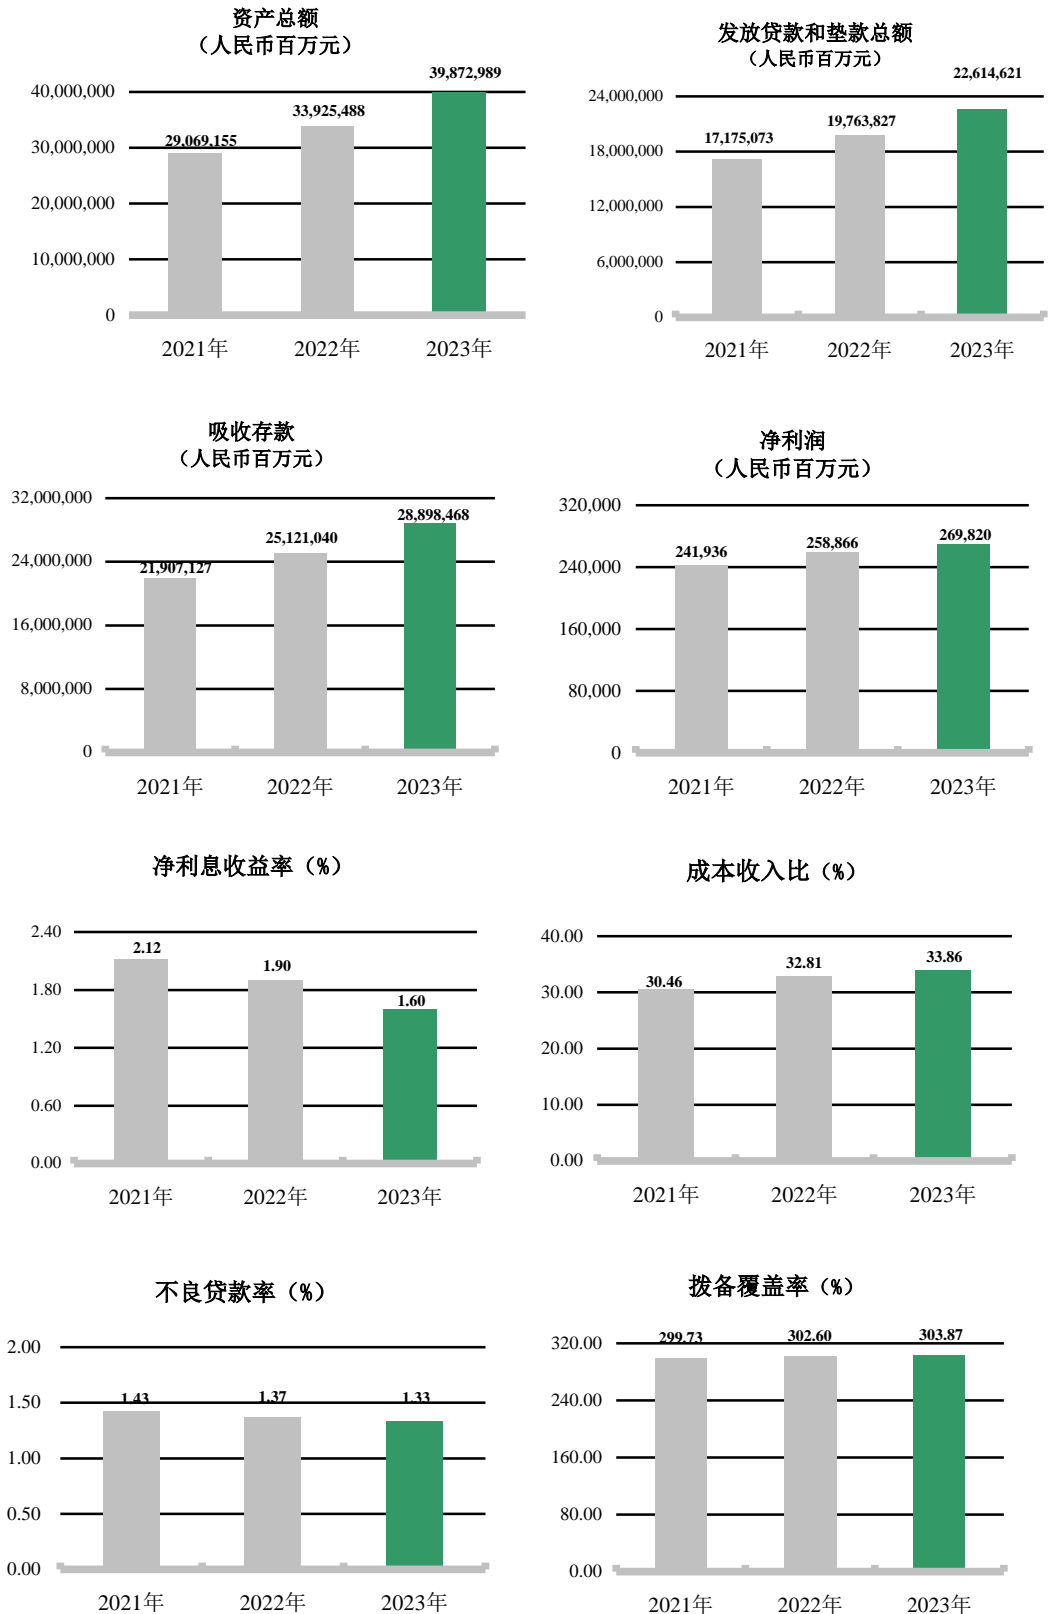 资产总额
（人民币百万元）
39,872,989
40,000,000
33,925,488
30,000,000
29,069,155
20,000,000
10,000,000
0
2021年
2022年
2023年
发放贷款和垫款总额
（人民币百万元）
22,614,621
24,000,000
19,763,827
17,175,073
18,000,000
12,000,000
6,000,000
0
2021年
2022年
2023年
吸收存款
（人民币百万元）
32,000,000
28,898,468
25,121,040
24,000,000
21,907,127
16,000,000
8,000,000
0
2021年
2022年
2023年
净利润
（人民币百万元）
320,000
269,820
258,866
241,936
240,000
160,000
80,000
0
2021年
2022年
2023年
净利息收益率（%）
2.40
2.12
1.90
1.80
1.60
1.20
0.60
0.00
2021年
2022年
2023年
成本收入比（%）
40.00
33.86
32.81
30.46
30.00
20.00
10.00
0.00
2021年
2022年
2023年
不良贷款率（%）
2.00
1.50
1.43
1.37
1.33
1.00
0.50
0.00
2021年
2022年
2023年
拨备覆盖率（%）
320.00
299.73
302.60
303.87
240.00
160.00
80.00
0.00
2021年
2022年
2023年